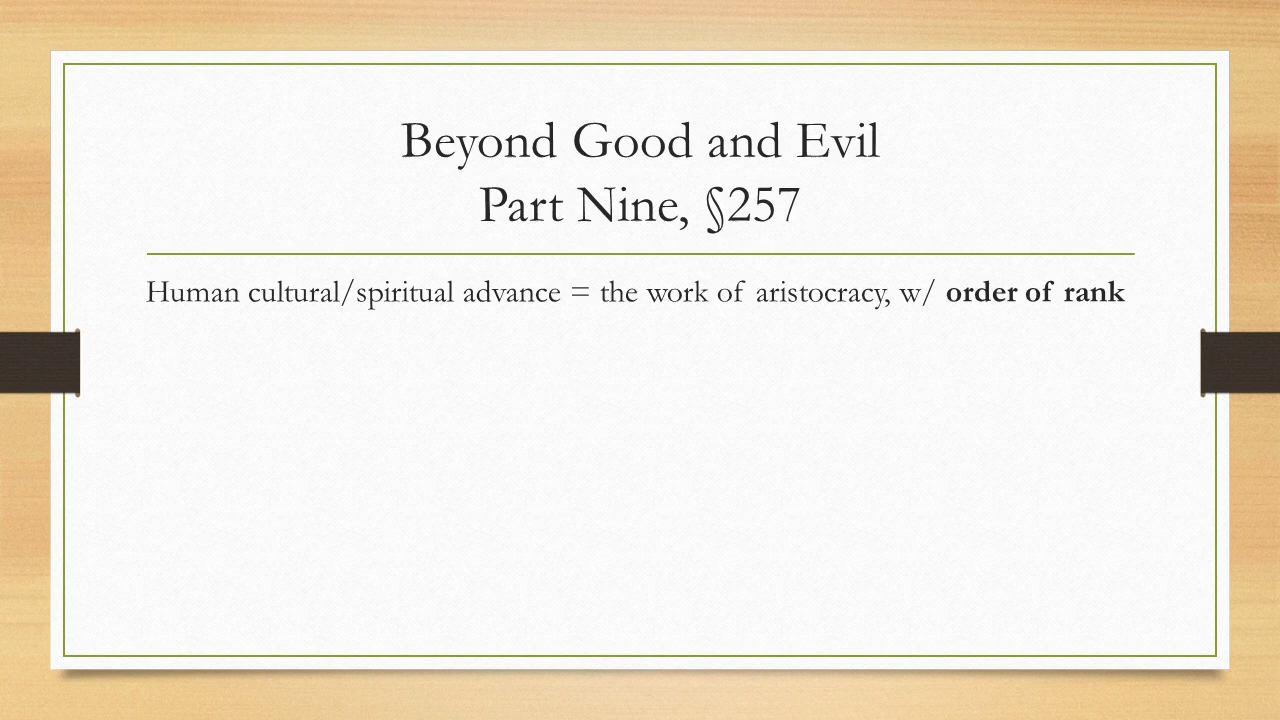 Beyond Good and Evil
Part Nine, §257
Human cultural/spiritual advance = the work of aristocracy, w/ order of rank